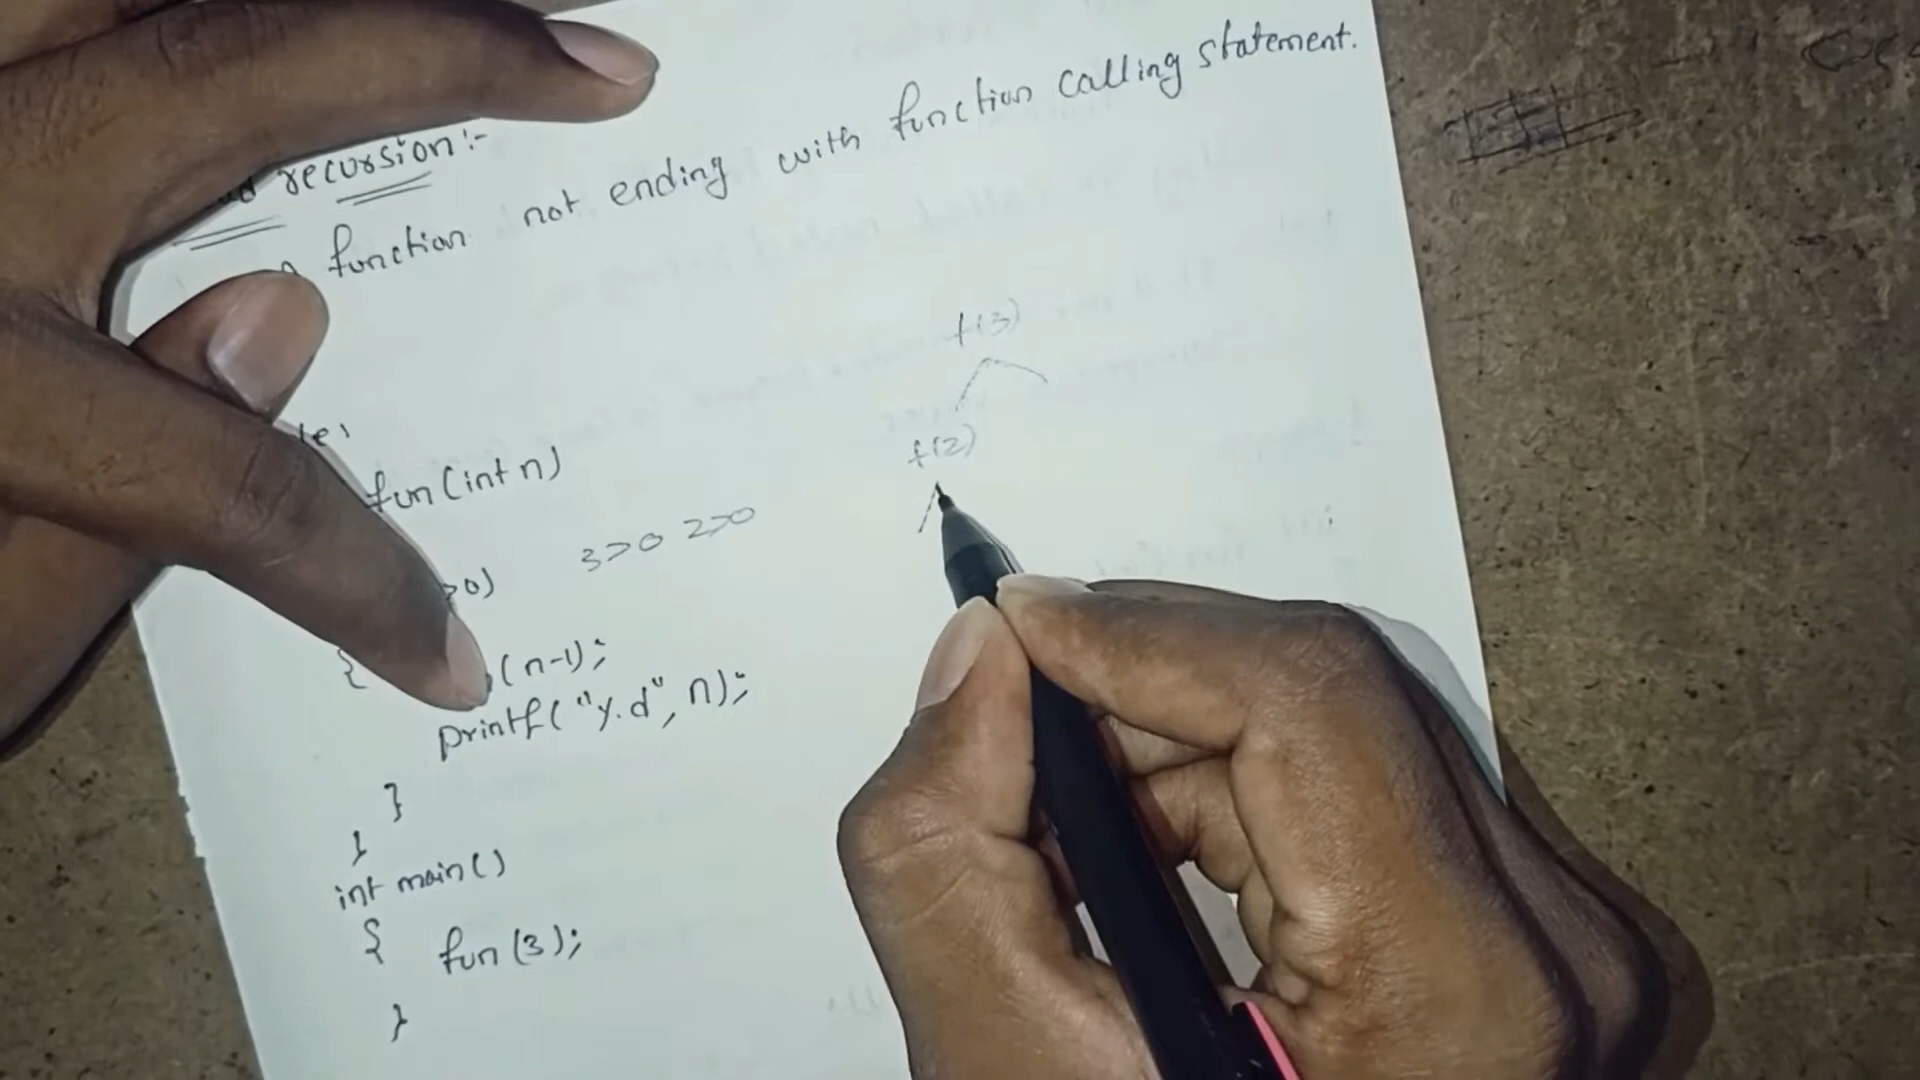 recursion:-
function not ending with function calling statement.
f(3)
f(2)
fun(int n)
>0) 3>0 2>0
{ (n-1);
printf("%d", n);
}
}
int main()
{ fun(3);
}